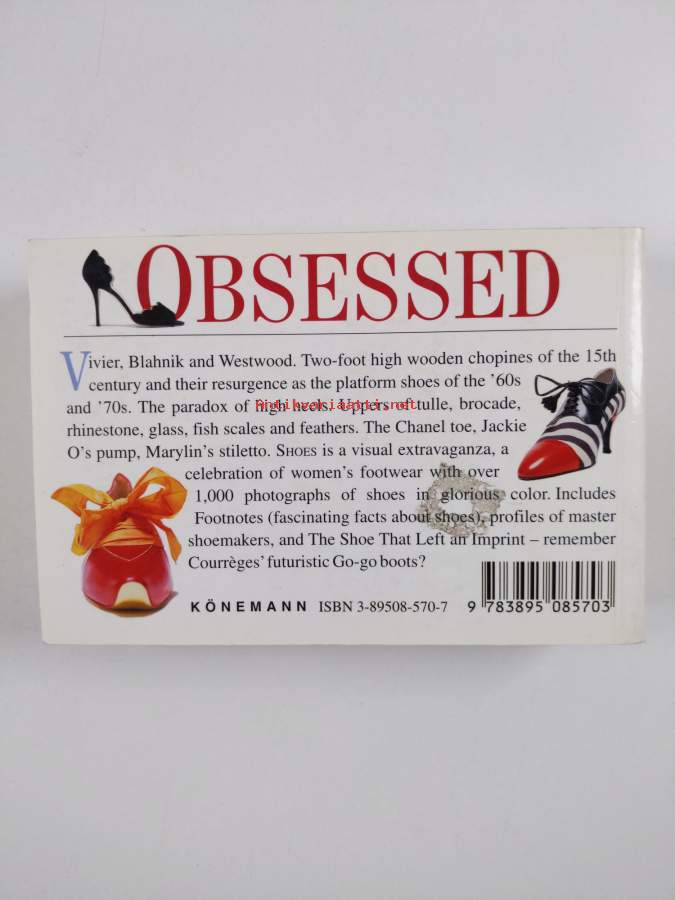 OBSESSED
Vivier, Blahnik and Westwood. Two-foot high wooden chopines of the 15th
century and their resurgence as the platform shoes of the ’60s
and ’70s. The paradox of high heels. Uppers of tulle, brocade,
rhinestone, glass, fish scales and feathers. The Chanel toe, Jackie
O’s pump, Marylin’s stiletto. SHOES is a visual extravaganza, a
celebration of women’s footwear with over
1,000 photographs of shoes in glorious color. Includes
Footnotes (fascinating facts about shoes), profiles of master
shoemakers, and The Shoe That Left an Imprint – remember
Courrèges’ futuristic Go-go boots?
KÖNEMANN ISBN 3-89508-570-7
9 783895 085703